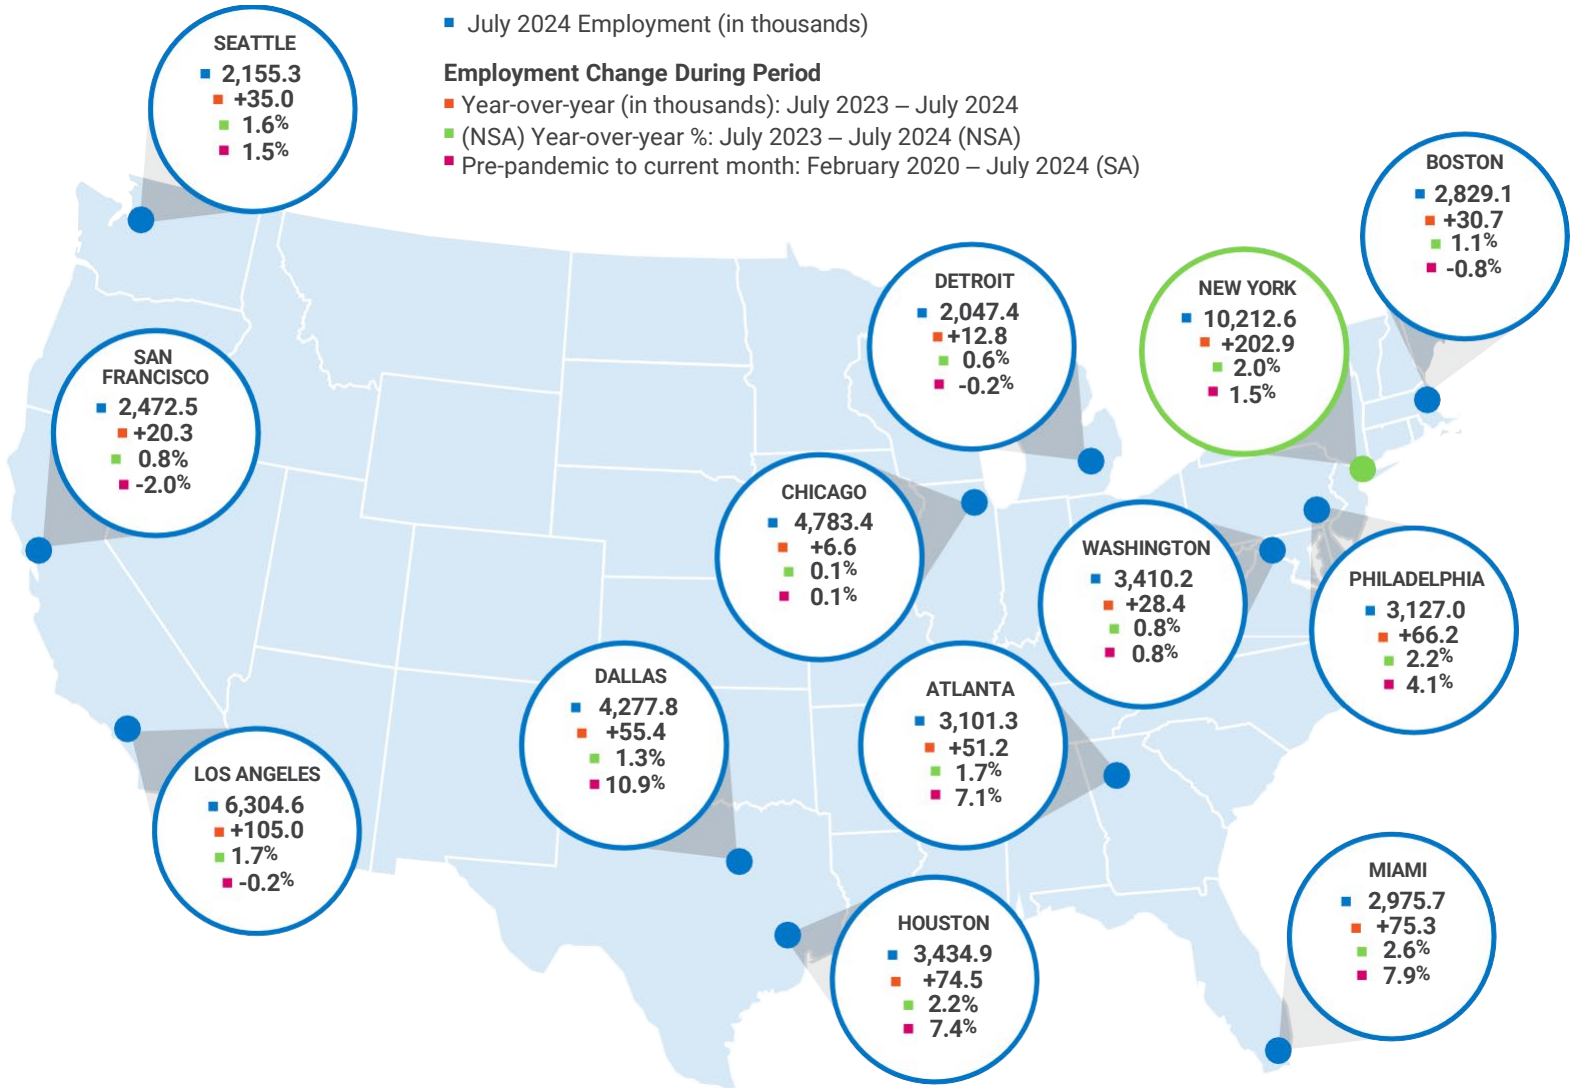 July 2024 Employment (in thousands)
Employment Change During Period
Year-over-year (in thousands): July 2023 – July 2024
(NSA) Year-over-year %: July 2023 – July 2024 (NSA)
Pre-pandemic to current month: February 2020 – July 2024 (SA)
SEATTLE
2,155.3
+35.0
1.6%
1.5%
BOSTON
2,829.1
+30.7
1.1%
-0.8%
DETROIT
2,047.4
+12.8
0.6%
-0.2%
NEW YORK
10,212.6
+202.9
2.0%
1.5%
SAN
FRANCISCO
2,472.5
+20.3
0.8%
-2.0%
CHICAGO
4,783.4
+6.6
0.1%
0.1%
WASHINGTON
3,410.2
+28.4
0.8%
0.8%
PHILADELPHIA
3,127.0
+66.2
2.2%
4.1%
DALLAS
4,277.8
+55.4
1.3%
10.9%
ATLANTA
3,101.3
+51.2
1.7%
7.1%
LOS ANGELES
6,304.6
+105.0
1.7%
-0.2%
HOUSTON
3,434.9
+74.5
2.2%
7.4%
MIAMI
2,975.7
+75.3
2.6%
7.9%